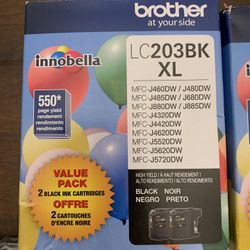 brother
at your side
LC203BK
XL
innobella
550*
page yield
rendement
rendimiento
rendimento
MFC-J460DW / J480DW
MFC-J485DW / J680DW
MFC-J880DW / J885DW
MFC-J4320DW
MFC-J4420DW
MFC-J4620DW
MFC-J5520DW
MFC-J5620DW
MFC-J5720DW
HIGH YIELD / À HAUT RENDEMENT /
ALTO RENDIMIENTO / ALTO RENDIMENTO
BLACK NOIR
NEGRO PRETO
VALUE
PACK
2 BLACK INK CARTRIDGES
OFFRE
2 CARTOUCHES
D'ENCRE NOIRE